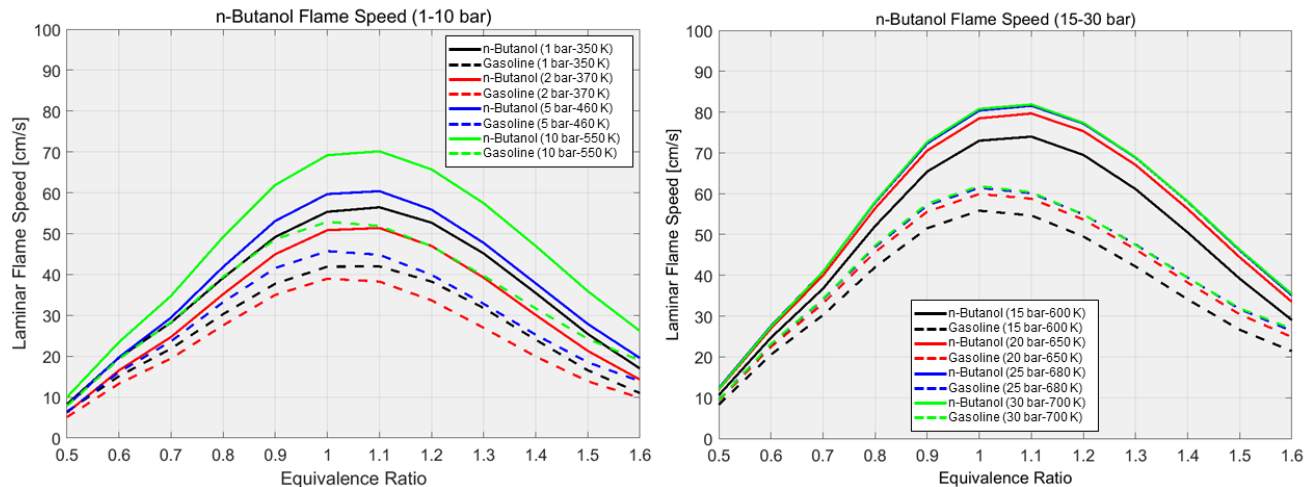 n-Butanol Flame Speed (1-10 bar)
Laminar Flame Speed [cm/s]
100
90
80
70
60
50
40
30
20
10
0
n-Butanol (1 bar-350 K)
Gasoline (1 bar-350 K)
n-Butanol (2 bar-370 K)
Gasoline (2 bar-370 K)
n-Butanol (5 bar-460 K)
Gasoline (5 bar-460 K)
n-Butanol (10 bar-550 K)
Gasoline (10 bar-550 K)
0.5 0.6 0.7 0.8 0.9 1 1.1 1.2 1.3 1.4 1.5 1.6
Equivalence Ratio
n-Butanol Flame Speed (15-30 bar)
Laminar Flame Speed [cm/s]
100
90
80
70
60
50
40
30
20
10
0
n-Butanol (15 bar-600 K)
Gasoline (15 bar-600 K)
n-Butanol (20 bar-650 K)
Gasoline (20 bar-650 K)
n-Butanol (25 bar-680 K)
Gasoline (25 bar-680 K)
n-Butanol (30 bar-700 K)
Gasoline (30 bar-700 K)
0.5 0.6 0.7 0.8 0.9 1 1.1 1.2 1.3 1.4 1.5 1.6
Equivalence Ratio